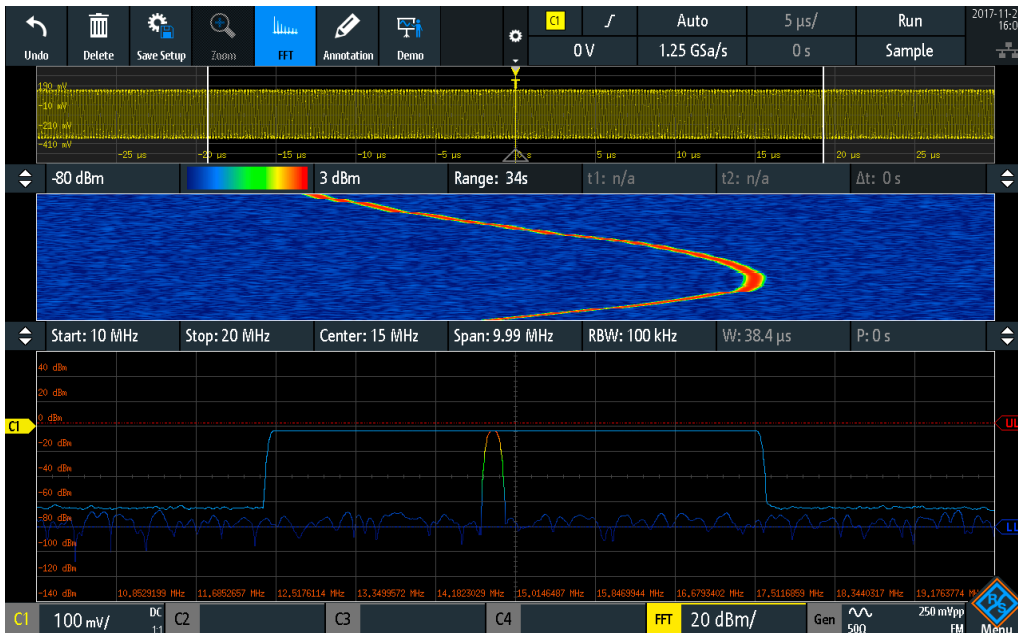 Undo Delete Save Setup Zoom FFT Annotation Demo
C1 Auto 5 µs/ Run 2017-11-2
16:0
0 V 1.25 GSa/s 0 s Sample
T
190 mV
-10 mV
-210 mV
-410 mV
-25 µs -20 µs -15 µs -10 µs -5 µs 0 s 5 µs 10 µs 15 µs 20 µs 25 µs
-80 dBm 3 dBm Range: 34s t1: n/a t2: n/a Δt: 0 s
Start: 10 MHz Stop: 20 MHz Center: 15 MHz Span: 9.99 MHz RBW: 100 kHz W: 38.4 µs P: 0 s
40 dBm
20 dBm
0 dBm
C1 UL
-20 dBm
-40 dBm
-60 dBm
-80 dBm
LL
-100 dBm
-120 dBm
-140 dBm 10.8529199 MHz 11.6852657 MHz 12.5176114 MHz 13.3499572 MHz 14.1823029 MHz 15.0146487 MHz 15.8469944 MHz 16.6793402 MHz 17.5116859 MHz 18.3440317 MHz 19.1763774 M
C1 100 mV/ DC 1:1 C2 C3 C4 FFT 20 dBm/ Gen 50Ω 250 mVpp FM
R&S
Menu